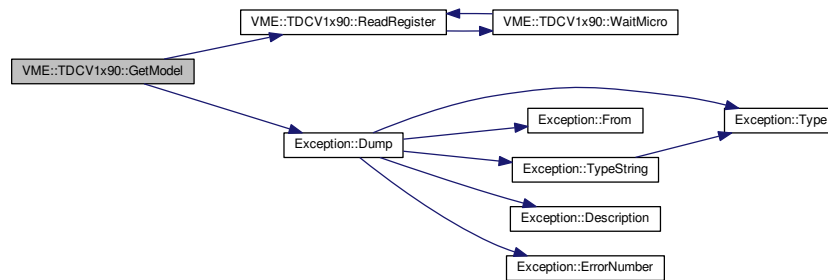 VME::TDCV1x90::ReadRegister
VME::TDCV1x90::WaitMicro
VME::TDCV1x90::GetModel
Exception::Dump
Exception::From
Exception::Type
Exception::TypeString
Exception::Description
Exception::ErrorNumber